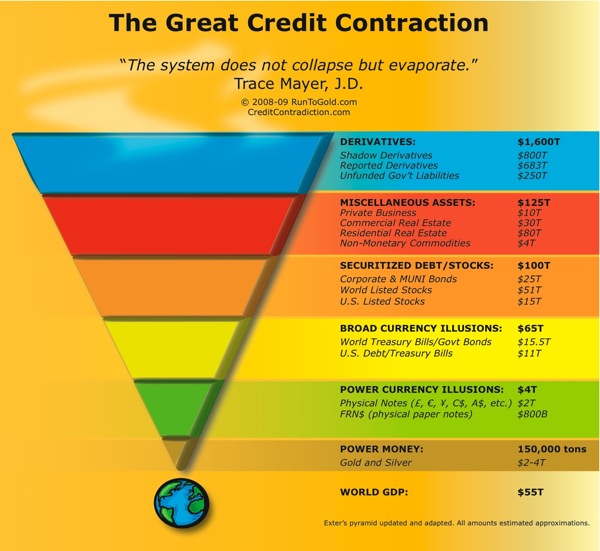 The Great Credit Contraction
“The system does not collapse but evaporate.”
Trace Mayer, J.D.
© 2008-09 RunToGold.com
CreditContradiction.com
DERIVATIVES: $1,600T
Shadow Derivatives $800T
Reported Derivatives $683T
Unfunded Gov't Liabilities $250T
MISCELLANEOUS ASSETS: $125T
Private Business $10T
Commercial Real Estate $30T
Residential Real Estate $80T
Non-Monetary Commodities $4T
SECURITIZED DEBT/STOCKS: $100T
Corporate & MUNI Bonds $25T
World Listed Stocks $51T
U.S. Listed Stocks $15T
BROAD CURRENCY ILLUSIONS: $65T
World Treasury Bills/Govt Bonds $15.5T
U.S. Debt/Treasury Bills $11T
POWER CURRENCY ILLUSIONS: $4T
Physical Notes (£, €, ¥, C$, A$, etc.) $2T
FRN$ (physical paper notes) $800B
POWER MONEY: 150,000 tons
Gold and Silver $2-4T
WORLD GDP: $55T
Exter's pyramid updated and adapted. All amounts estimated approximations.